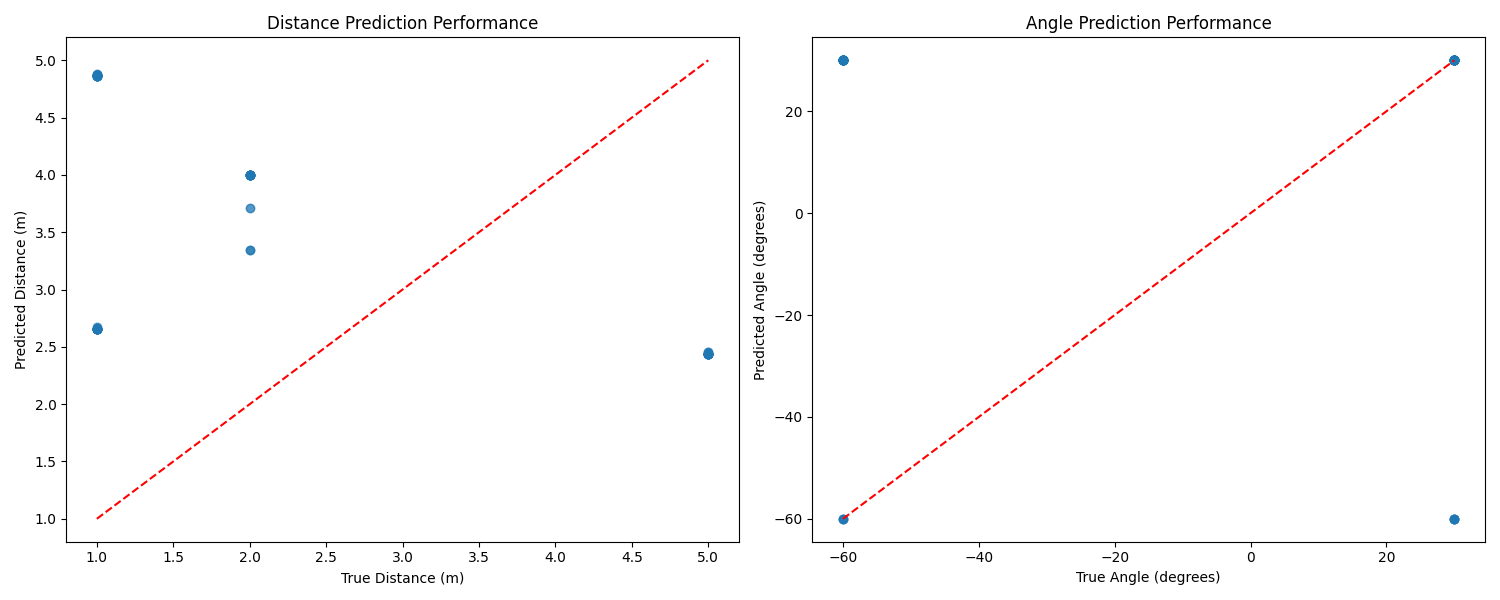 Distance Prediction Performance
Predicted Distance (m)
5.0
4.5
4.0
3.5
3.0
2.5
2.0
1.5
1.0
1.0 1.5 2.0 2.5 3.0 3.5 4.0 4.5 5.0
True Distance (m)
Angle Prediction Performance
Predicted Angle (degrees)
20
0
−20
−40
−60
−60 −40 −20 0 20
True Angle (degrees)